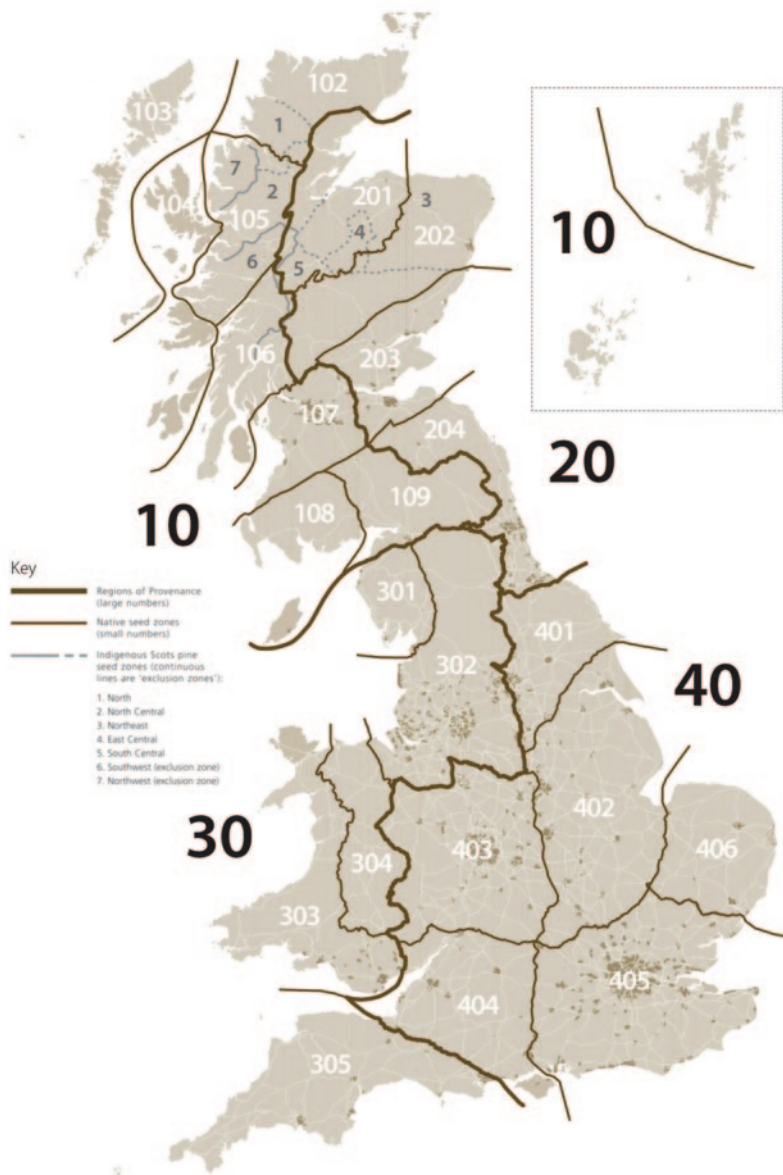 102
103
1
7
2
104
105
201
3
4
202
6
5
10
106
203
107
204
20
109
10
108
Key
Regions of Provenance
(large numbers)
Native seed zones
(small numbers)
Indigenous Scots pine
seed zones (continuous
lines are 'exclusion zones'):
1. North
2. North Central
3. Northeast
4. East Central
5. South Central
6. Southwest (exclusion zone)
7. Northwest (exclusion zone)
301
401
302
40
402
30
304
403
406
303
405
404
305